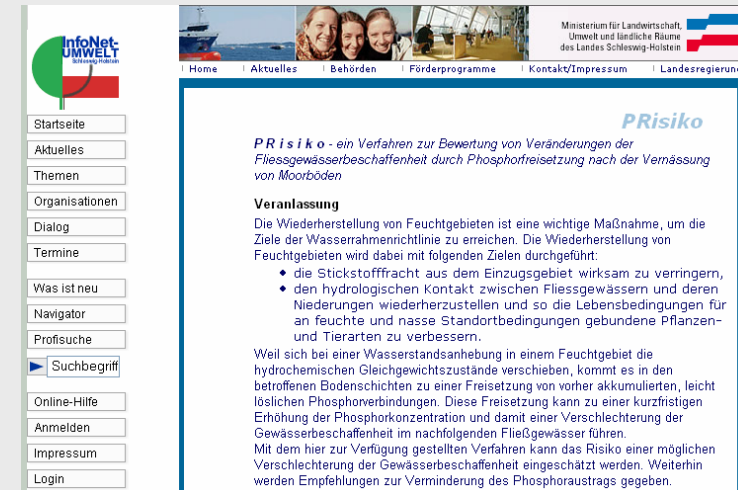 InfoNet-
UMWELT
Schleswig-Holstein
Ministerium für Landwirtschaft,
Umwelt und ländliche Räume
des Landes Schleswig-Holstein
Home
Aktuelles
Behörden
Förderprogramme
Kontakt/Impressum
Landesregierun
Startseite
Aktuelles
Themen
Organisationen
Dialog
Termine
Was ist neu
Navigator
Profisuche
Suchbegriff
Online-Hilfe
Anmelden
Impressum
Login
PRisiko
PRisiko - ein Verfahren zur Bewertung von Veränderungen der
Fliessgewässerbeschaffenheit durch Phosphorfreisetzung nach der Vernässung
von Moorböden
Veranlassung
Die Wiederherstellung von Feuchtgebieten ist eine wichtige Maßnahme, um die
Ziele der Wasserrahmenrichtlinie zu erreichen. Die Wiederherstellung von
Feuchtgebieten wird dabei mit folgenden Zielen durchgeführt:
◆ die Stickstofffracht aus dem Einzugsgebiet wirksam zu verringern,
◆ den hydrologischen Kontakt zwischen Fliessgewässern und deren
Niederungen wiederherzustellen und so die Lebensbedingungen für
an feuchte und nasse Standortbedingungen gebundene Pflanzen-
und Tierarten zu verbessern.
Weil sich bei einer Wasserstandsanhebung in einem Feuchtgebiet die
hydrochemischen Gleichgewichtszustände verschieben, kommt es in den
betroffenen Bodenschichten zu einer Freisetzung von vorher akkumulierten, leicht
löslichen Phosphorverbindungen. Diese Freisetzung kann zu einer kurzfristigen
Erhöhung der Phosphorkonzentration und damit einer Verschlechterung der
Gewässerbeschaffenheit im nachfolgenden Fließgewässer führen.
Mit dem hier zur Verfügung gestellten Verfahren kann das Risiko einer möglichen
Verschlechterung der Gewässerbeschaffenheit eingeschätzt werden. Weiterhin
werden Empfehlungen zur Verminderung des Phosphoraustrags gegeben.